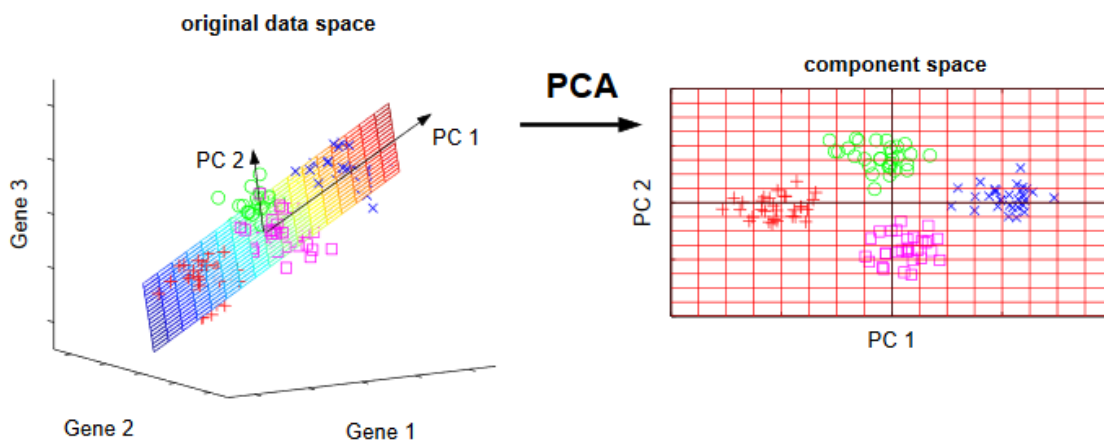 original data space
PC 1
PC 2
Gene 3
Gene 2
Gene 1
PCA
component space
PC 2
PC 1